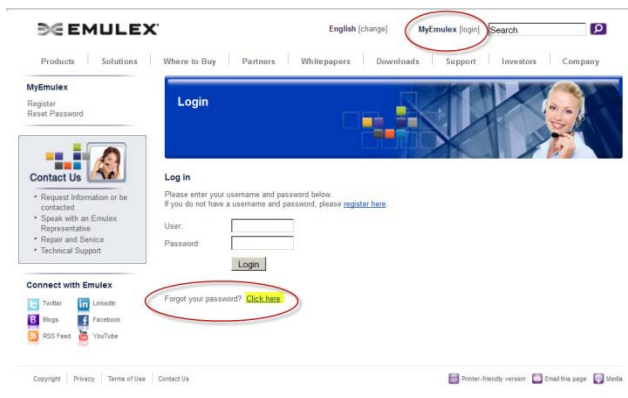 EMULEX
English [change]
MyEmulex [login]
Search
Products
Solutions
Where to Buy
Partners
Whitepapers
Downloads
Support
Investors
Company
MyEmulex
Register
Reset Password
Login
Contact Us
Request Information or be
contacted
Speak with an Emulex
Representative
Repair and Service
Technical Support
Log in
Please enter your username and password below.
If you do not have a username and password, please register here
User:
Password:
Login
Forgot your password? Click here
Connect with Emulex
Twitter
LinkedIn
Blogs
Facebook
RSS Feed
YouTube
Copyright
Privacy
Terms of Use
Contact Us
Printer-friendly version
Email this page
Media